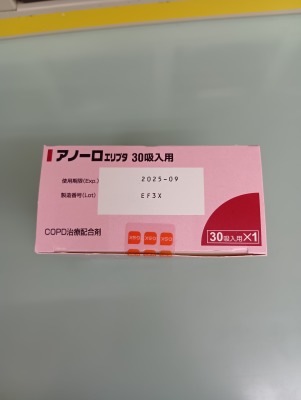 アノーロエリプタ 30吸入用
使用期限(Exp.) 2025-09
製造番号(Lot) EF3X
COPD治療配合剤
30吸入用×1